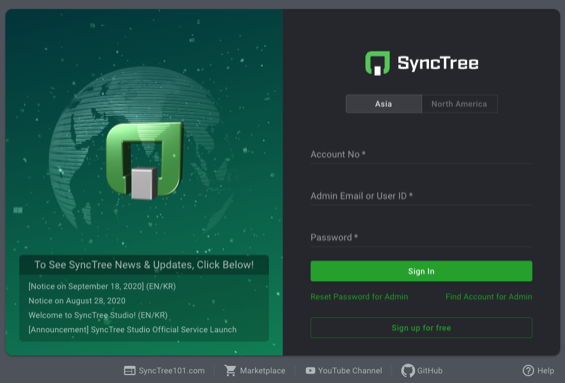 SyncTree
Asia
North America
Account No *
Admin Email or User ID *
Password *
Sign In
Reset Password for Admin
Find Account for Admin
Sign up for free
To See SyncTree News & Updates, Click Below!
[Notice on September 18, 2020] (EN/KR)
Notice on August 28, 2020
Welcome to SyncTree Studio! (EN/KR)
[Announcement] SyncTree Studio Official Service Launch
SyncTree101.com
Marketplace
YouTube Channel
GitHub
Help